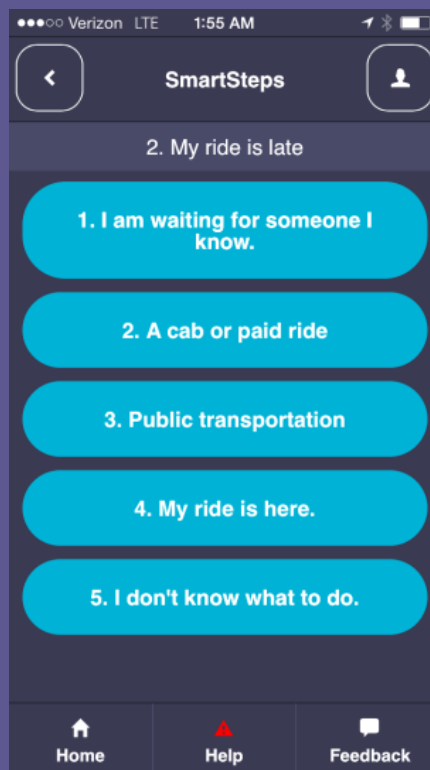 Verizon LTE 1:55 AM
SmartSteps
2. My ride is late
1. I am waiting for someone I
know.
2. A cab or paid ride
3. Public transportation
4. My ride is here.
5. I don't know what to do.
Home Help Feedback